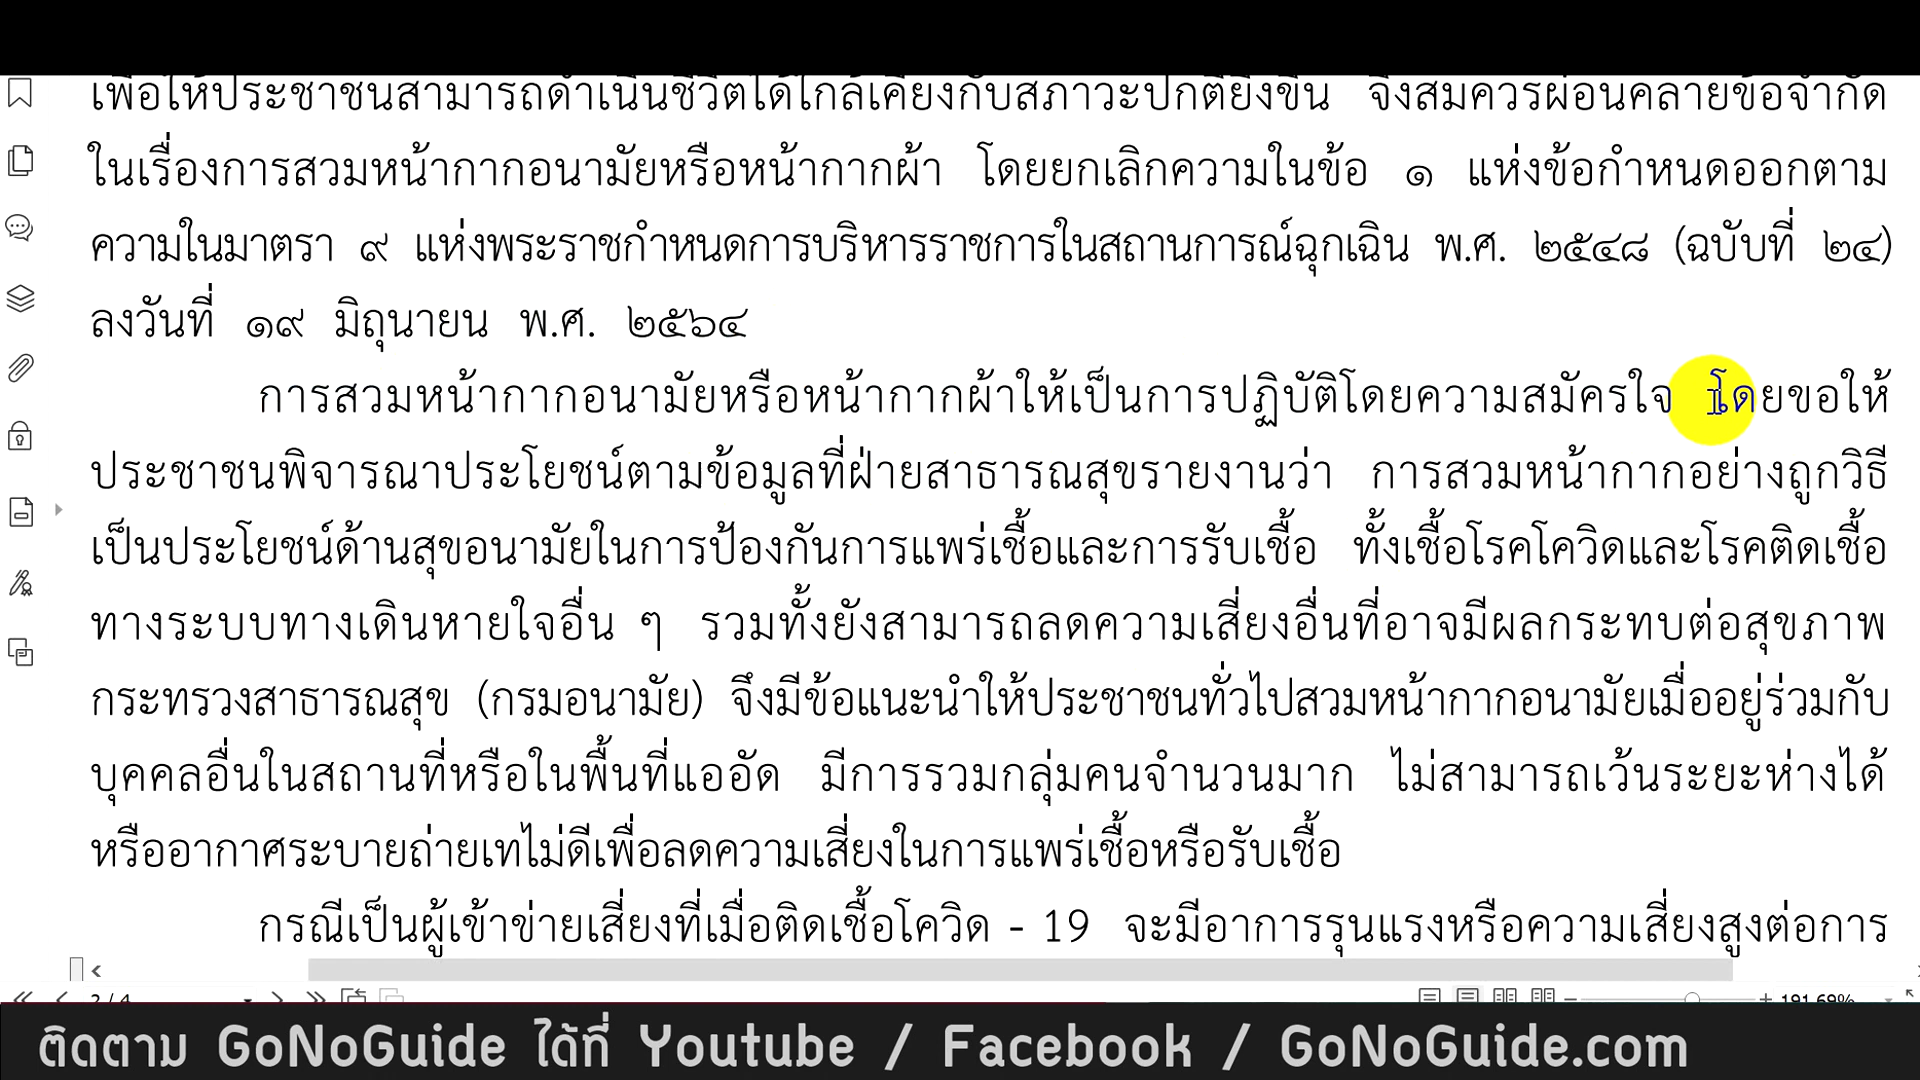 เพื่อให้ประชาชนสามารถดำเนินชีวิตได้ใกล้เคียงกับสภาวะปกติยิ่งขึ้น จึงสมควรผ่อนคลายข้อจำกัด
ในเรื่องการสวมหน้ากากอนามัยหรือหน้ากากผ้า โดยยกเลิกความในข้อ ๑ แห่งข้อกำหนดออกตาม
ความในมาตรา ๙ แห่งพระราชกำหนดการบริหารราชการในสถานการณ์ฉุกเฉิน พ.ศ. ๒๕๔๘ (ฉบับที่ ๒๔)
ลงวันที่ ๑๙ มิถุนายน พ.ศ. ๒๕๖๔
การสวมหน้ากากอนามัยหรือหน้ากากผ้าให้เป็นการปฏิบัติโดยความสมัครใจ โดยขอให้
ประชาชนพิจารณาประโยชน์ตามข้อมูลที่ฝ่ายสาธารณสุขรายงานว่า การสวมหน้ากากอย่างถูกวิธี
เป็นประโยชน์ด้านสุขอนามัยในการป้องกันการแพร่เชื้อและการรับเชื้อ ทั้งเชื้อโรคโควิดและโรคติดเชื้อ
ทางระบบทางเดินหายใจอื่น ๆ รวมทั้งยังสามารถลดความเสี่ยงอื่นที่อาจมีผลกระทบต่อสุขภาพ
กระทรวงสาธารณสุข (กรมอนามัย) จึงมีข้อแนะนำให้ประชาชนทั่วไปสวมหน้ากากอนามัยเมื่ออยู่ร่วมกับ
บุคคลอื่นในสถานที่หรือในพื้นที่แออัด มีการรวมกลุ่มคนจำนวนมาก ไม่สามารถเว้นระยะห่างได้
หรืออากาศระบายถ่ายเทไม่ดีเพื่อลดความเสี่ยงในการแพร่เชื้อหรือรับเชื้อ
กรณีเป็นผู้เข้าข่ายเสี่ยงที่เมื่อติดเชื้อโควิด - 19 จะมีอาการรุนแรงหรือความเสี่ยงสูงต่อการ
2 / 4 191.69%
ติดตาม GoNoGuide ได้ที่ Youtube / Facebook / GoNoGuide.com